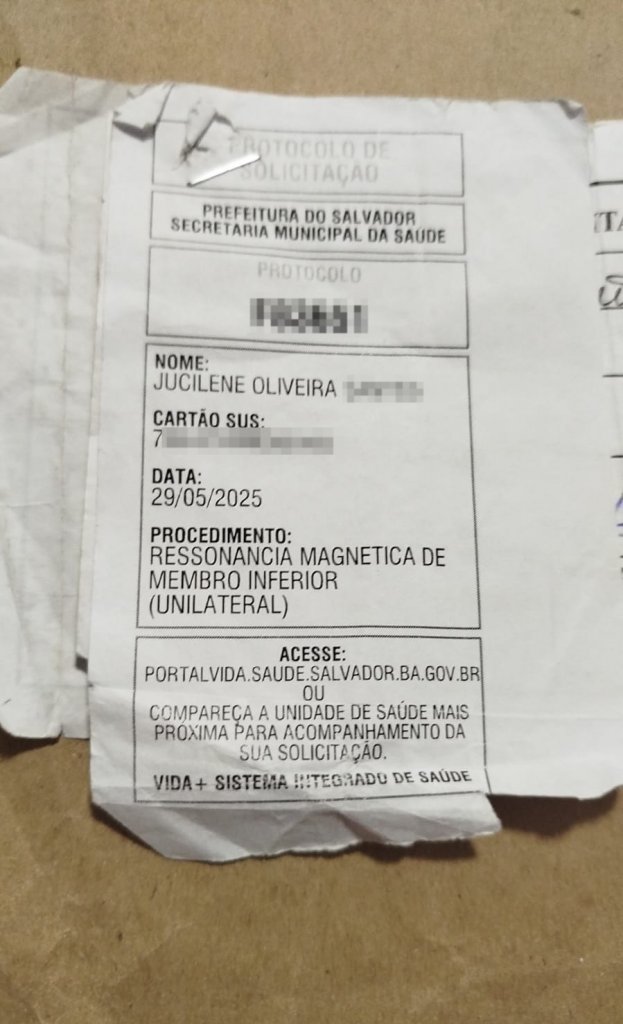 PROTOCOLO DE
SOLICITAÇÃO
PREFEITURA DO SALVADOR
SECRETARIA MUNICIPAL DA SAUDE
PROTOCOLO
NOME:
JUCILENE OLIVEIRA
CARTÃO SUS:
7
DATA:
29/05/2025
PROCEDIMENTO:
RESSONANCIA MAGNETICA DE
MEMBRO INFERIOR
(UNILATERAL)
ACESSE:
PORTALVIDA.SAUDE.SALVADOR.BA.GOV.BR
OU
COMPAREÇA A UNIDADE DE SAÚDE MAIS
PRÓXIMA PARA ACOMPANHAMENTO DA
SUA SOLICITAÇÃO.
VIDA+ SISTEMA INTEGRADO DE SAÚDE